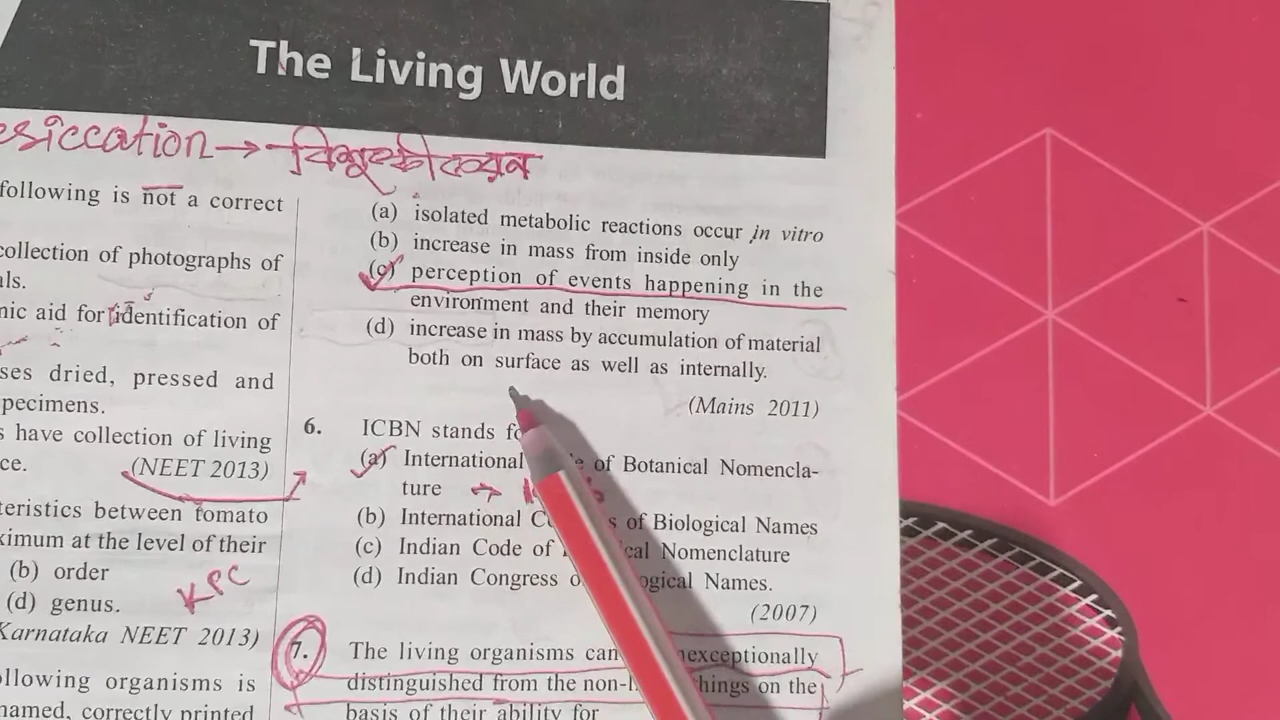 The Living World
esiccation → বিশুষ্কীকরন
following is not a correct
collection of photographs of
als.
nic aid for identification of
ses dried, pressed and
pecimens.
s have collection of living
ce. (NEET 2013)
teristics between tomato
ximum at the level of their
(b) order
(d) genus.
KPC
Karnataka NEET 2013)
ollowing organisms is
named, correctly printed
(a) isolated metabolic reactions occur in vitro
(b) increase in mass from inside only
(c) perception of events happening in the
environment and their memory
(d) increase in mass by accumulation of material
both on surface as well as internally.
(Mains 2011)
6. ICBN stands fo
(a) International e of Botanical Nomencla-
ture →
(b) International C s of Biological Names
(c) Indian Code of cal Nomenclature
(d) Indian Congress o ogical Names.
(2007)
7. The living organisms can nexceptionally
distinguished from the non-l things on the
basis of their ability for